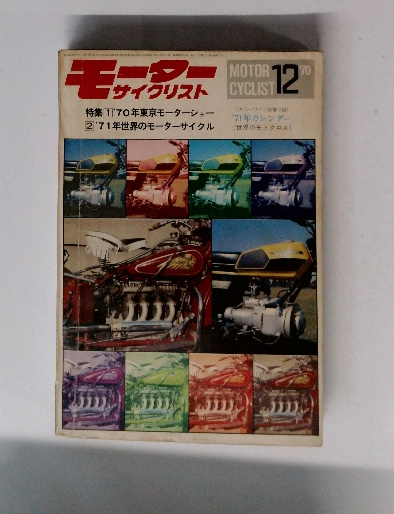 モーター
サイクリスト
MOTOR
CYCLIST
12 '70
特集 1 '70年東京モーターショー
2 '71年世界のモーターサイクル
'71年カレンダー
世界のモトクロス